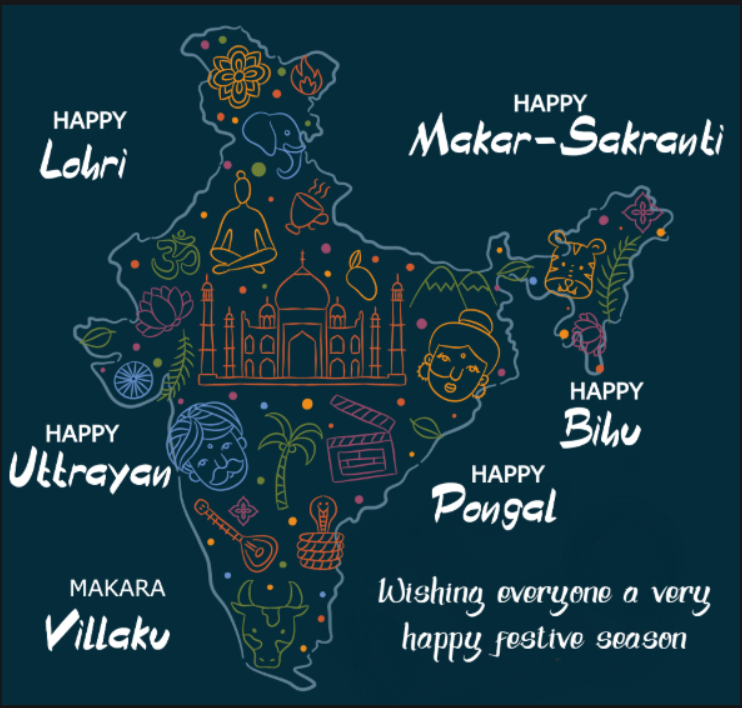 HAPPY
Lohri
HAPPY
Makar-Sakranti
HAPPY
Bihu
HAPPY
Uttrayan
HAPPY
Pongal
MAKARA
Villaku
Wishing everyone a very
happy festive season